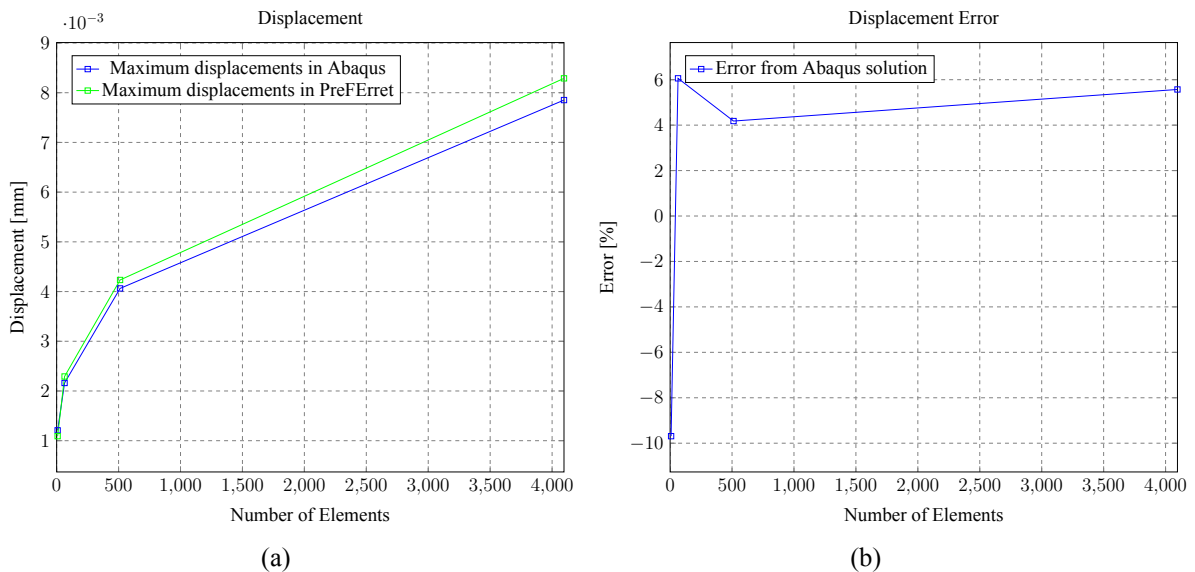 Displacement
·10−3
9
8
7
6
5
4
3
2
1
Displacement [mm]
Maximum displacements in Abaqus
Maximum displacements in PreFErret
0 500 1,000 1,500 2,000 2,500 3,000 3,500 4,000
Number of Elements
(a)
Displacement Error
6
4
2
0
−2
−4
−6
−8
−10
Error [%]
Error from Abaqus solution
0 500 1,000 1,500 2,000 2,500 3,000 3,500 4,000
Number of Elements
(b)